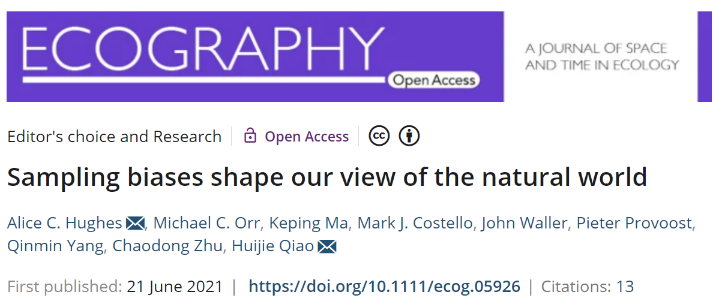 ECOGRAPHY
Open Access
A JOURNAL OF SPACE
AND TIME IN ECOLOGY
Editor's choice and Research | Open Access | cc
Sampling biases shape our view of the natural world
Alice C. Hughes, Michael C. Orr, Keping Ma, Mark J. Costello, John Waller, Pieter Provoost,
Qinmin Yang, Chaodong Zhu, Huijie Qiao
First published: 21 June 2021 | https://doi.org/10.1111/ecog.05926 | Citations: 13